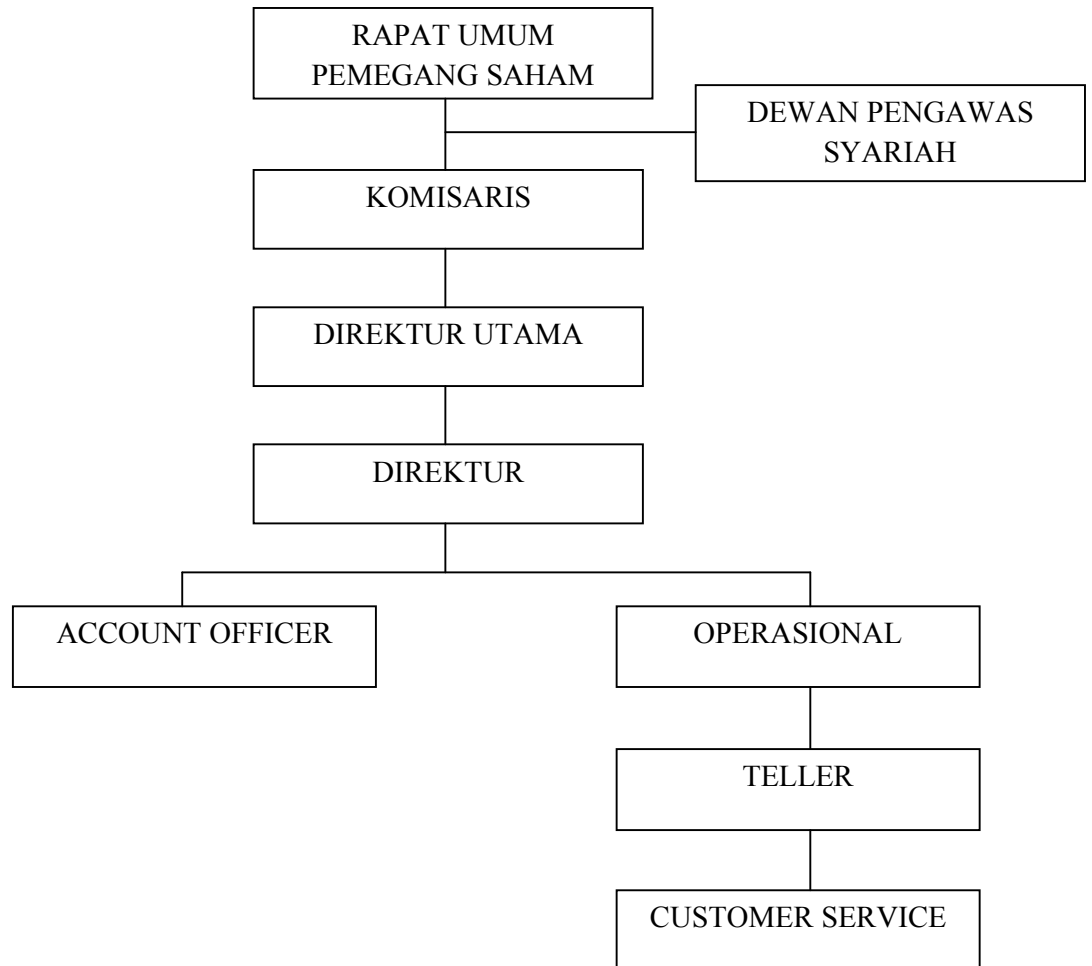 RAPAT UMUM
PEMEGANG SAHAM
DEWAN PENGAWAS
SYARIAH
KOMISARIS
DIREKTUR UTAMA
DIREKTUR
ACCOUNT OFFICER
OPERASIONAL
TELLER
CUSTOMER SERVICE